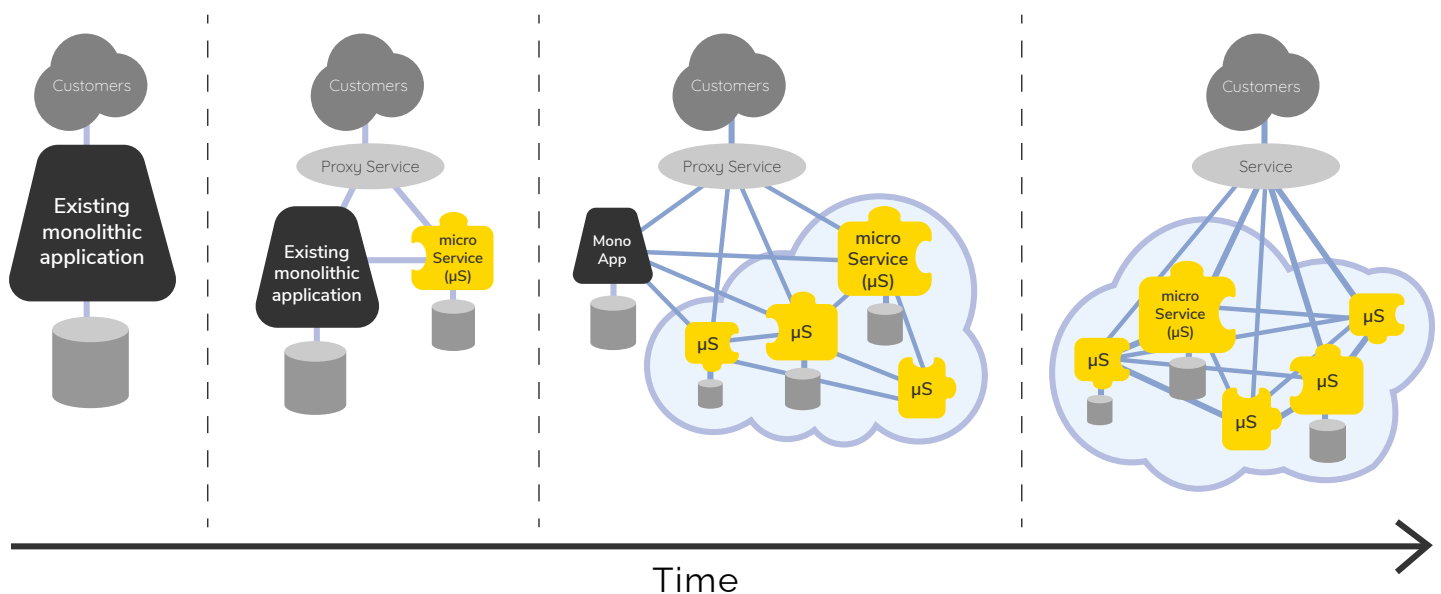 Customers
Existing
monolithic
application
Customers
Proxy Service
Existing
monolithic
application
micro
Service
(µS)
Customers
Proxy Service
Mono
App
micro
Service
(µS)
µS
µS
µS
Customers
Service
micro
Service
(µS)
µS
µS
µS
µS
Time